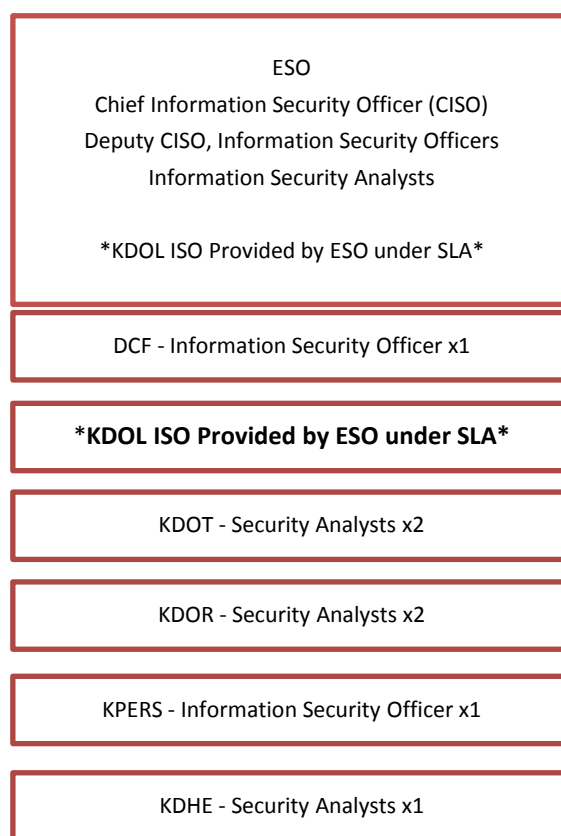 ESO
Chief Information Security Officer (CISO)
Deputy CISO, Information Security Officers
Information Security Analysts
*KDOL ISO Provided by ESO under SLA*
DCF - Information Security Officer x1
*KDOL ISO Provided by ESO under SLA*
KDOT - Security Analysts x2
KDOR - Security Analysts x2
KPERS - Information Security Officer x1
KDHE - Security Analysts x1